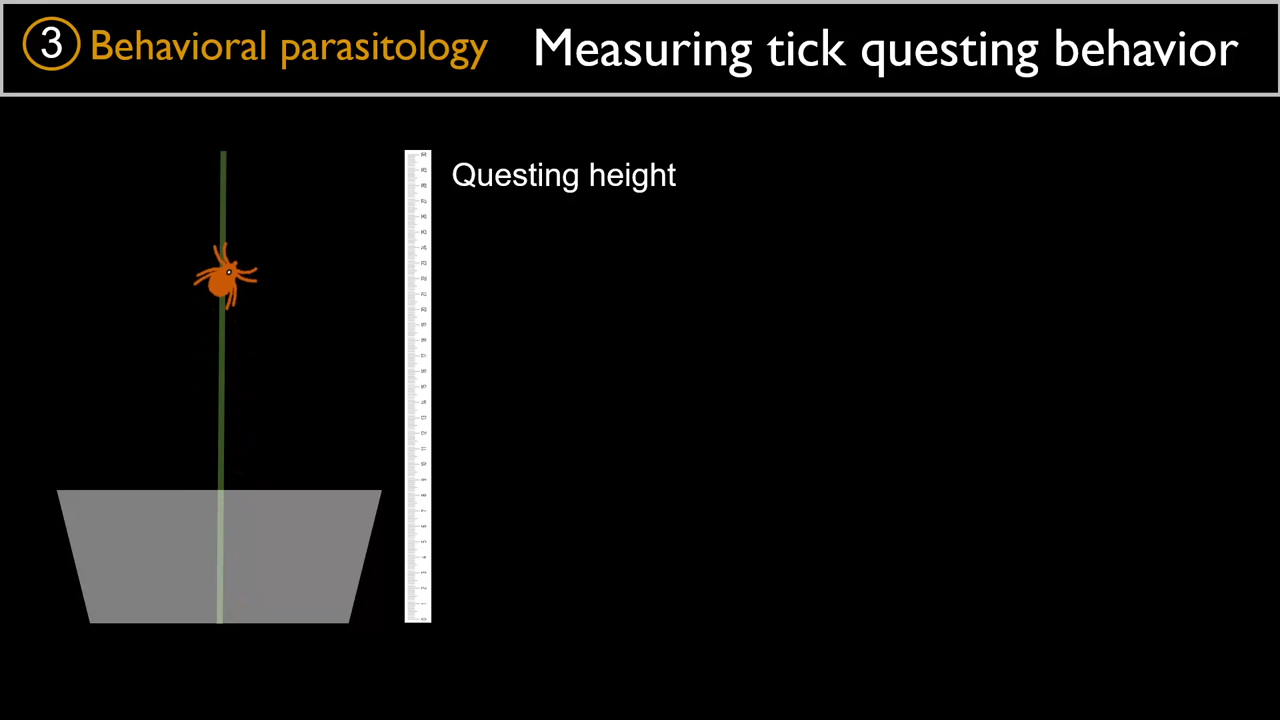 3 Behavioral parasitology Measuring tick questing behavior
Questing height